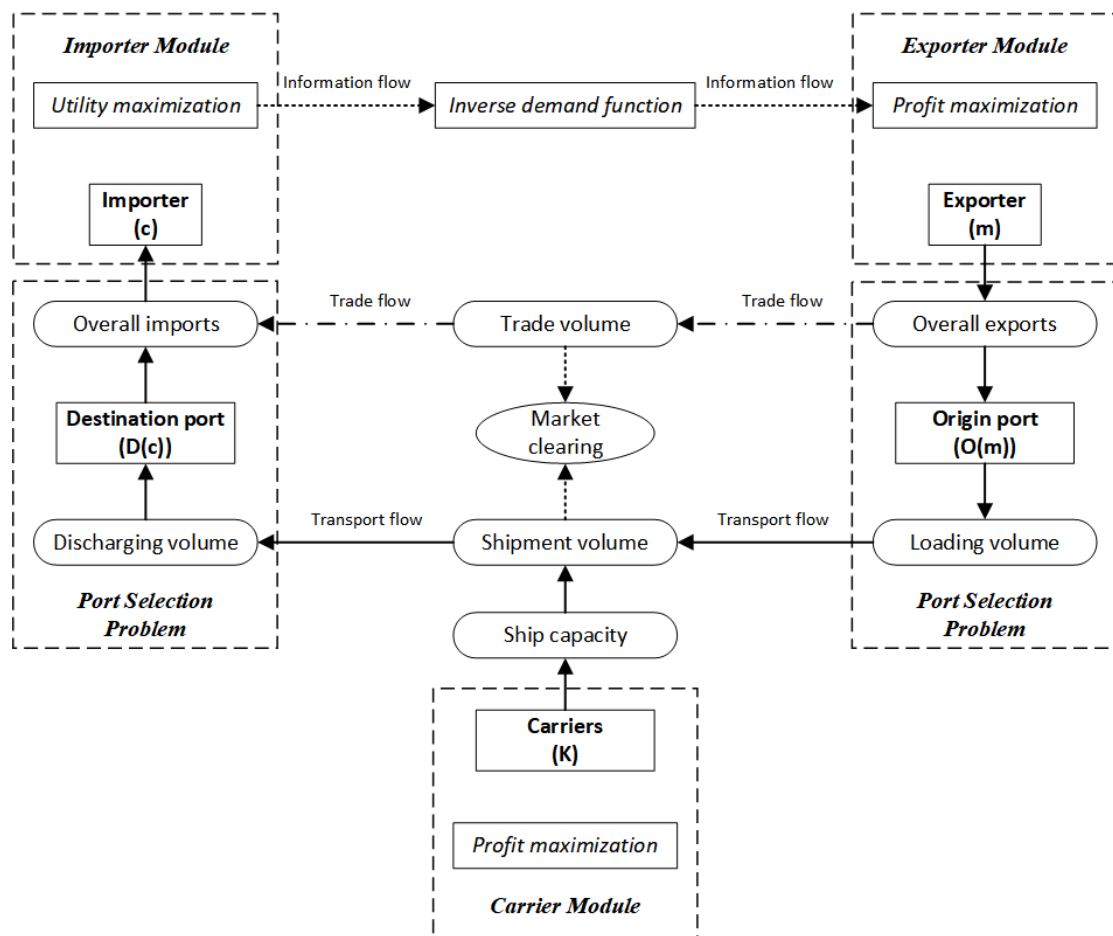 Importer Module
Exporter Module
Information flow
Information flow
Utility maximization
Inverse demand function
Profit maximization
Importer
(c)
Exporter
(m)
Trade flow
Trade flow
Overall imports
Trade volume
Overall exports
Destination port
(D(c))
Market
clearing
Origin port
(O(m))
Transport flow
Transport flow
Discharging volume
Shipment volume
Loading volume
Port Selection
Problem
Port Selection
Problem
Ship capacity
Carriers
(K)
Profit maximization
Carrier Module